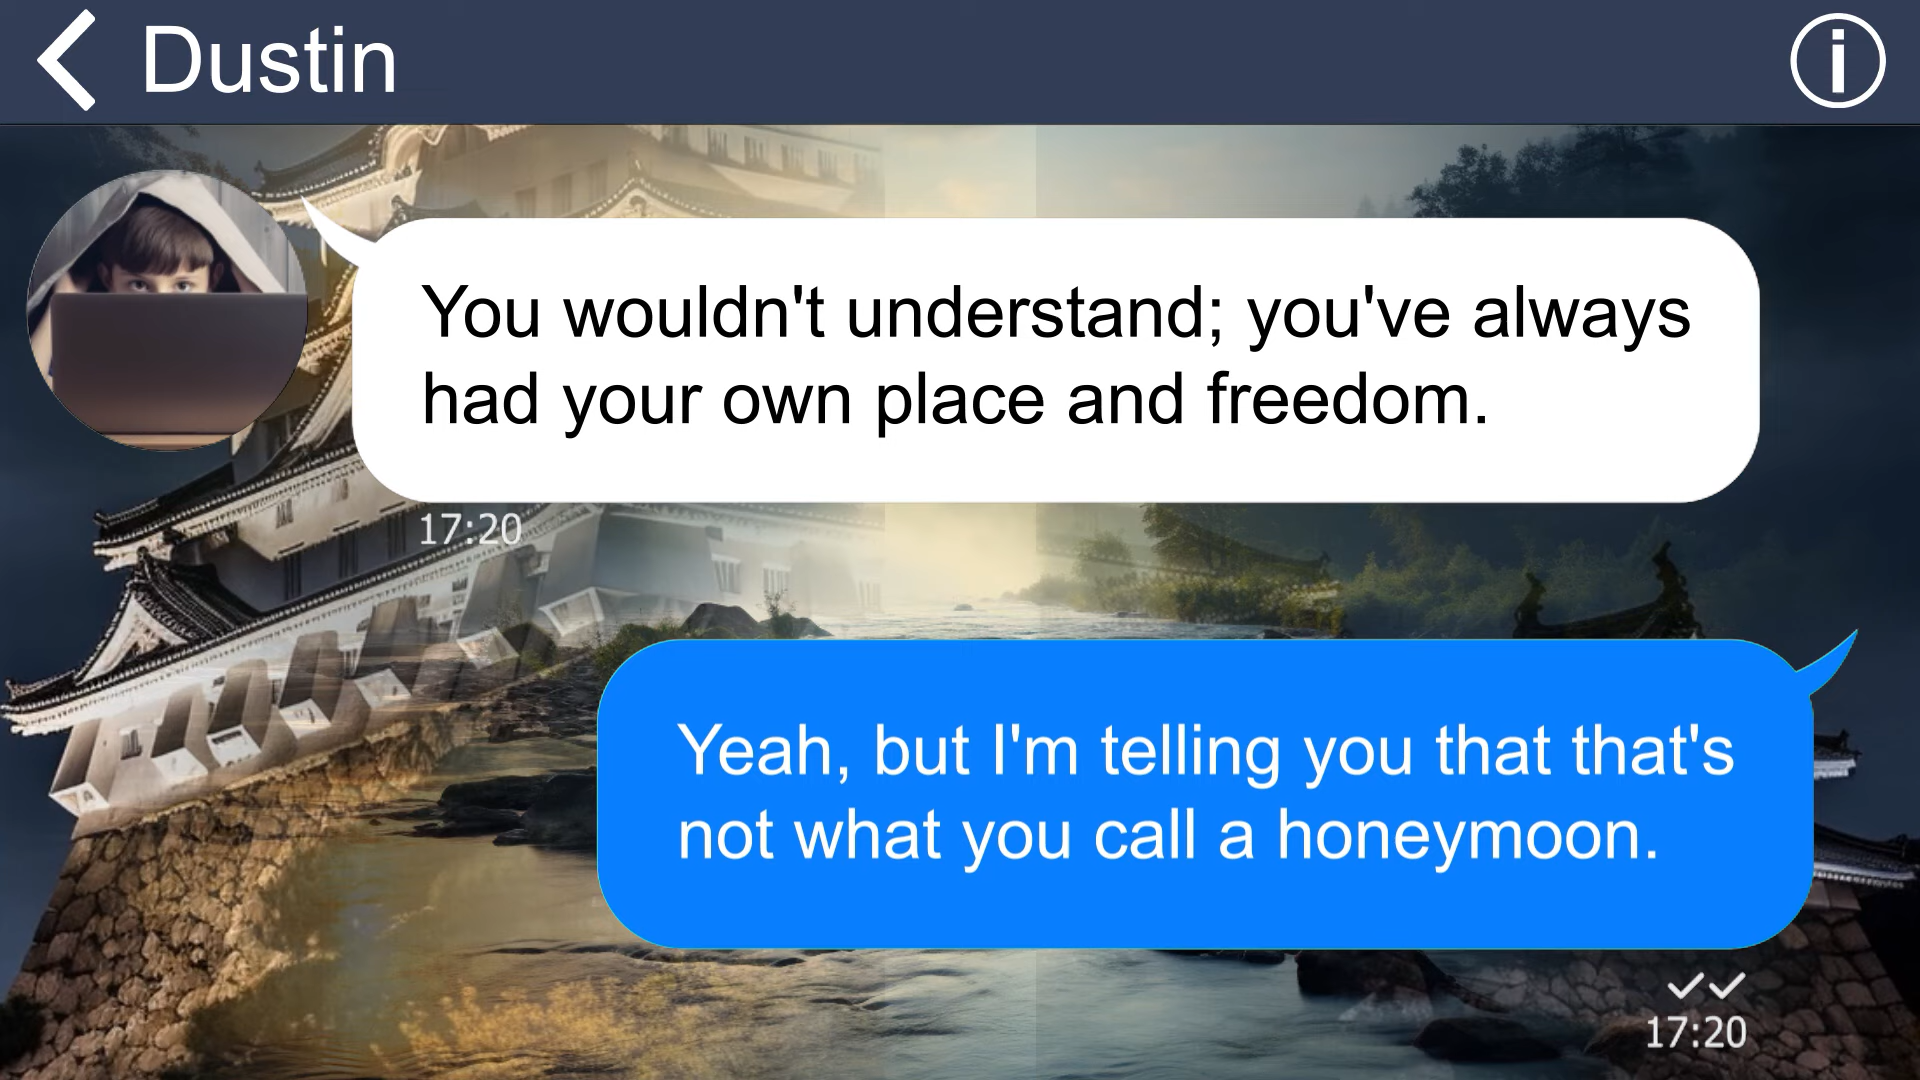 Dustin
You wouldn't understand; you've always
had your own place and freedom.
17:20
Yeah, but I'm telling you that that's
not what you call a honeymoon.
17:20